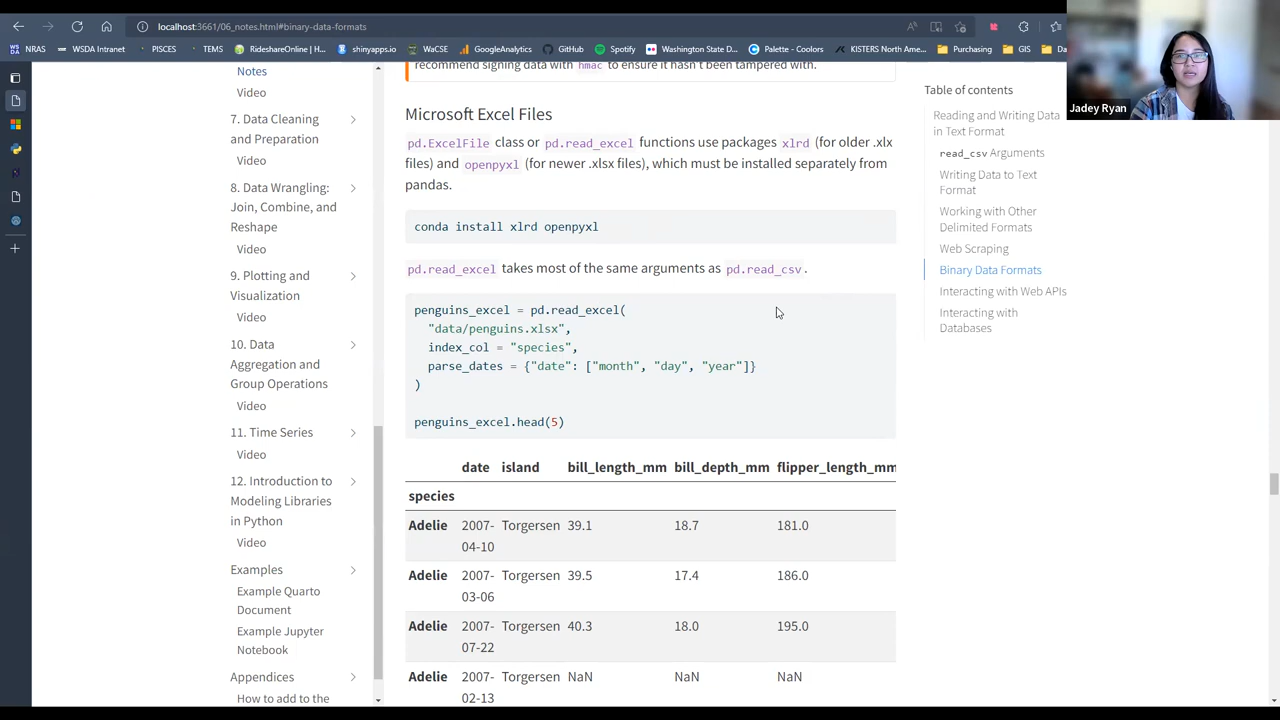 localhost:3661/06_notes.html#binary-data-formats
NRAS
WSDA Intranet
PISCES
TEMS
RideshareOnline | H...
shinyapps.io
WaCSE
GoogleAnalytics
GitHub
Spotify
Washington State D...
Palette - Coolors
KISTERS North Ame...
Purchasing
GIS
Da
Jadey Ryan
Notes
Video
7. Data Cleaning
and Preparation
Video
8. Data Wrangling:
Join, Combine, and
Reshape
Video
9. Plotting and
Visualization
Video
10. Data
Aggregation and
Group Operations
Video
11. Time Series
Video
12. Introduction to
Modeling Libraries
in Python
Video
Examples
Example Quarto
Document
Example Jupyter
Notebook
Appendices
How to add to the
recommend signing data with hmac to ensure it hasn't been tampered with.
Microsoft Excel Files
pd.ExcelFile class or pd.read_excel functions use packages xlrd (for older .xlx
files) and openpyxl (for newer .xlsx files), which must be installed separately from
pandas.
conda install xlrd openpyxl
pd.read_excel takes most of the same arguments as pd.read_csv.
penguins_excel = pd.read_excel(
"data/penguins.xlsx",
index_col = "species",
parse_dates = {"date": ["month", "day", "year"]}
)
penguins_excel.head(5)
date island bill_length_mm bill_depth_mm flipper_length_mm
species
Adelie 2007- Torgersen 39.1 18.7 181.0
04-10
Adelie 2007- Torgersen 39.5 17.4 186.0
03-06
Adelie 2007- Torgersen 40.3 18.0 195.0
07-22
Adelie 2007- Torgersen NaN NaN NaN
02-13
Table of contents
Reading and Writing Data
in Text Format
read_csv Arguments
Writing Data to Text
Format
Working with Other
Delimited Formats
Web Scraping
Binary Data Formats
Interacting with Web APIs
Interacting with
Databases